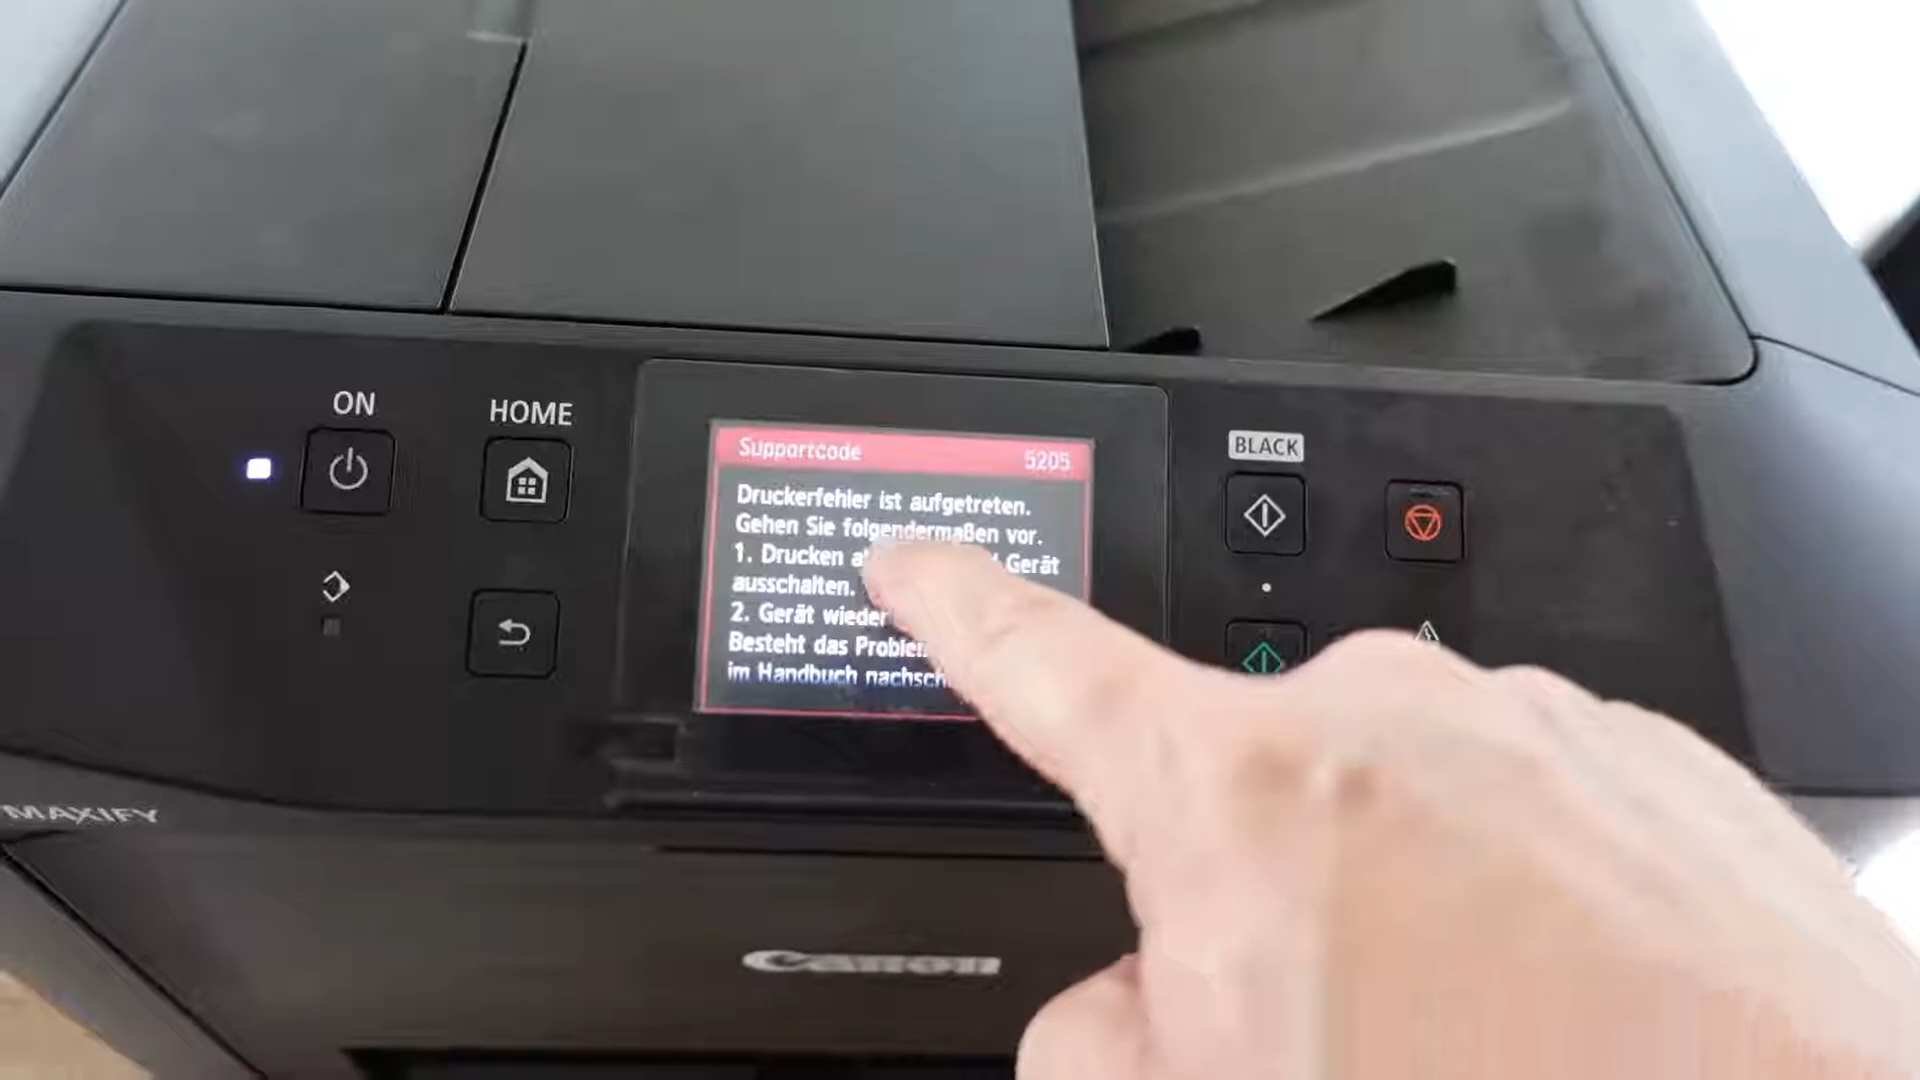 ON
HOME
Supportcode 5205
Druckerfehler ist aufgetreten.
Gehen Sie folgendermaßen vor.
1. Drucken Gerät
ausschalten.
2. Gerät wieder
Besteht das
im Handbuch
BLACK
MAXIFY
Canon